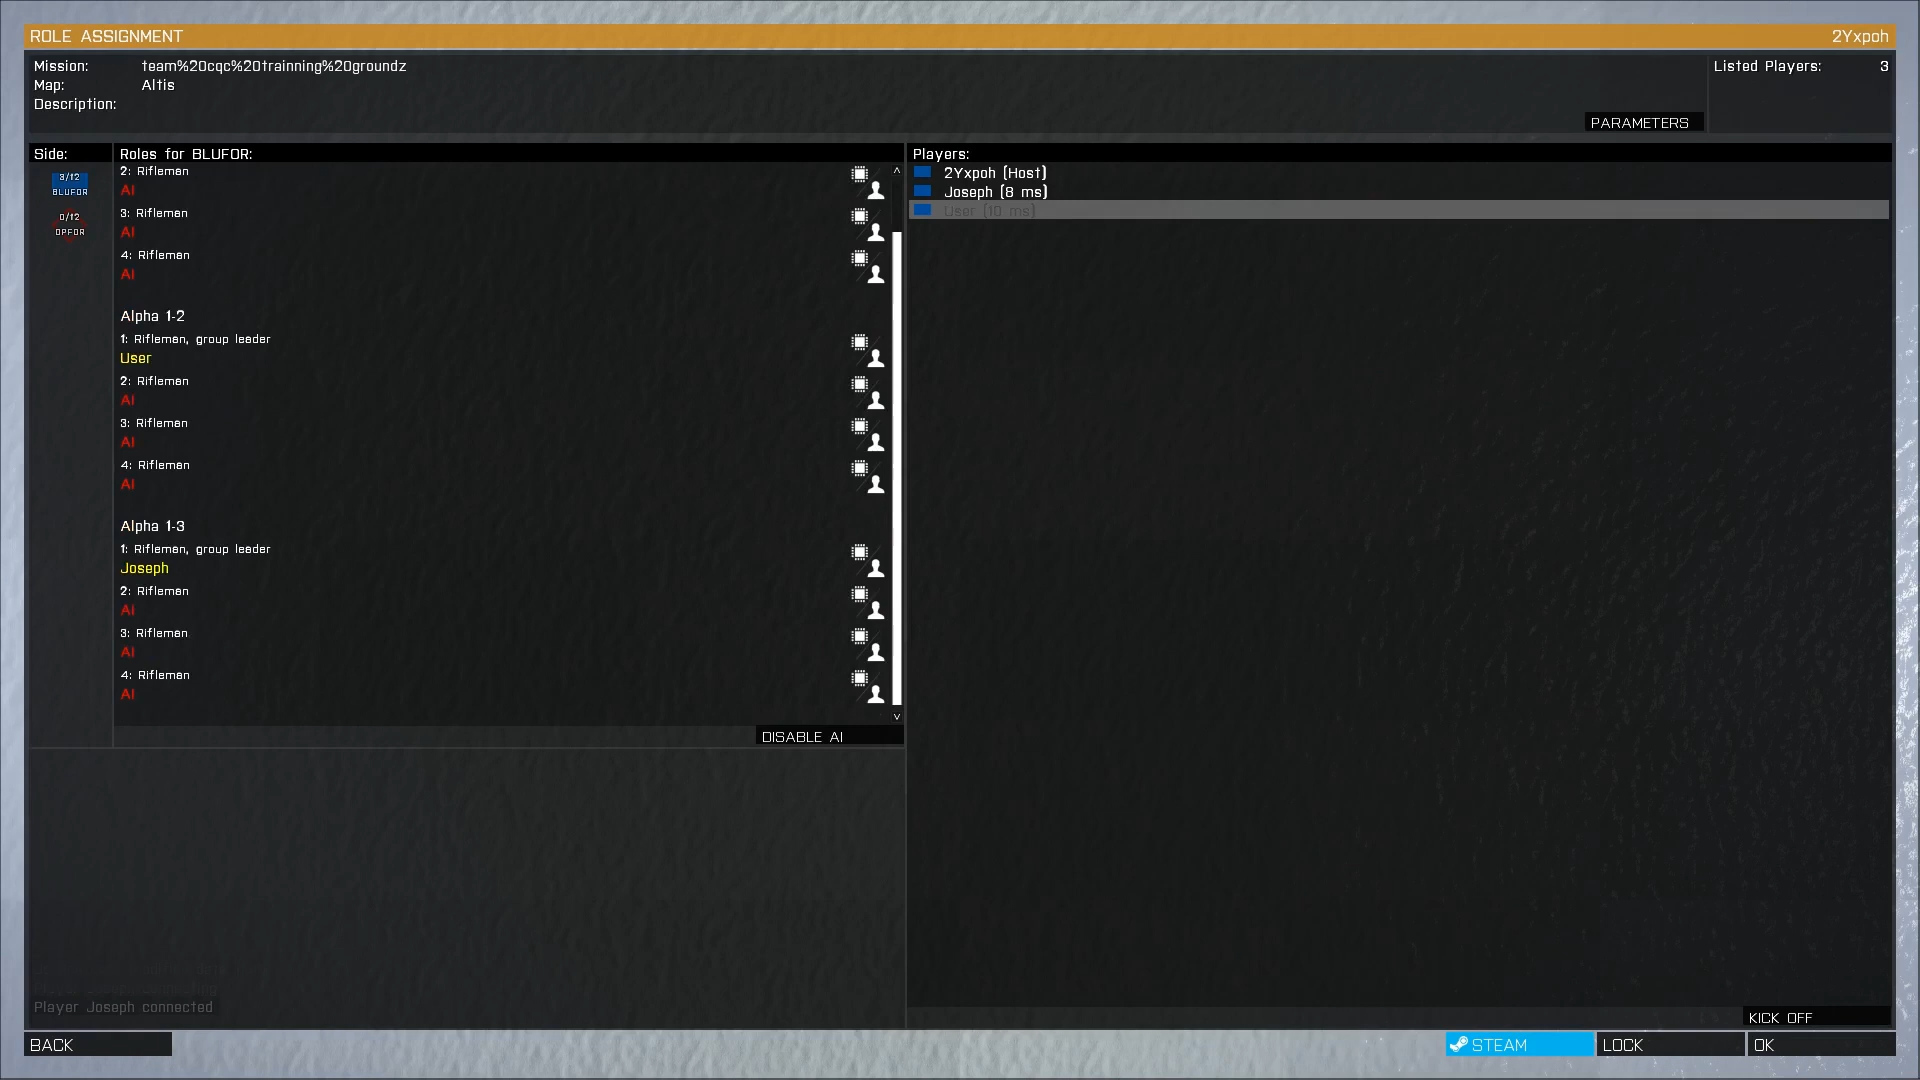 ROLE ASSIGNMENT
2Yxpoh
Mission: team%20cqc%20trainning%20groundz
Listed Players: 3
Map: Altis
Description:
PARAMETERS
Side:
3/12
BLUFOR
0/12
OPFOR
Roles for BLUFOR:
2: Rifleman
AI
3: Rifleman
AI
4: Rifleman
AI
Alpha 1-2
1: Rifleman, group leader
User
2: Rifleman
AI
3: Rifleman
AI
4: Rifleman
AI
Alpha 1-3
1: Rifleman, group leader
Joseph
2: Rifleman
AI
3: Rifleman
AI
4: Rifleman
AI
DISABLE AI
Players:
2Yxpoh (Host)
Joseph (8 ms)
User (10 ms)
Player Joseph connected
KICK OFF
BACK
STEAM
LOCK
OK